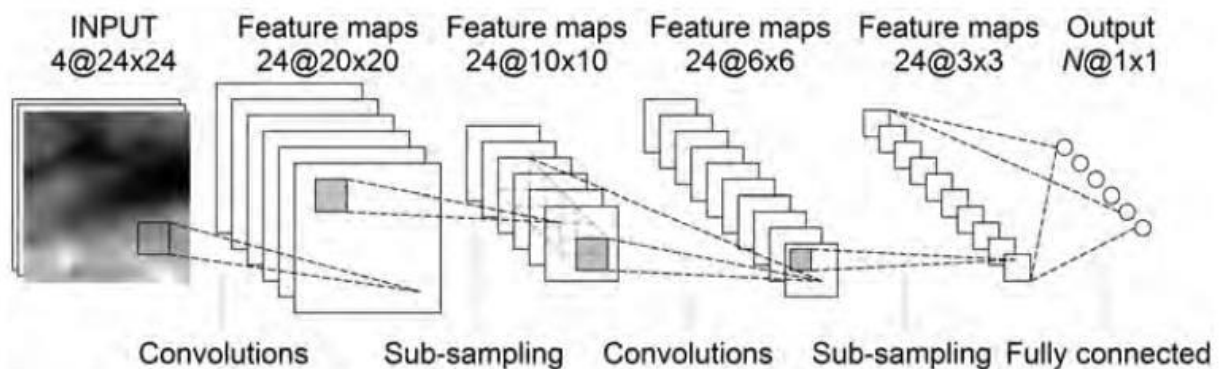 INPUT Feature maps Feature maps Feature maps Feature maps Output
4@24x24 24@20x20 24@10x10 24@6x6 24@3x3 N@1x1
Convolutions Sub-sampling Convolutions Sub-sampling Fully connected